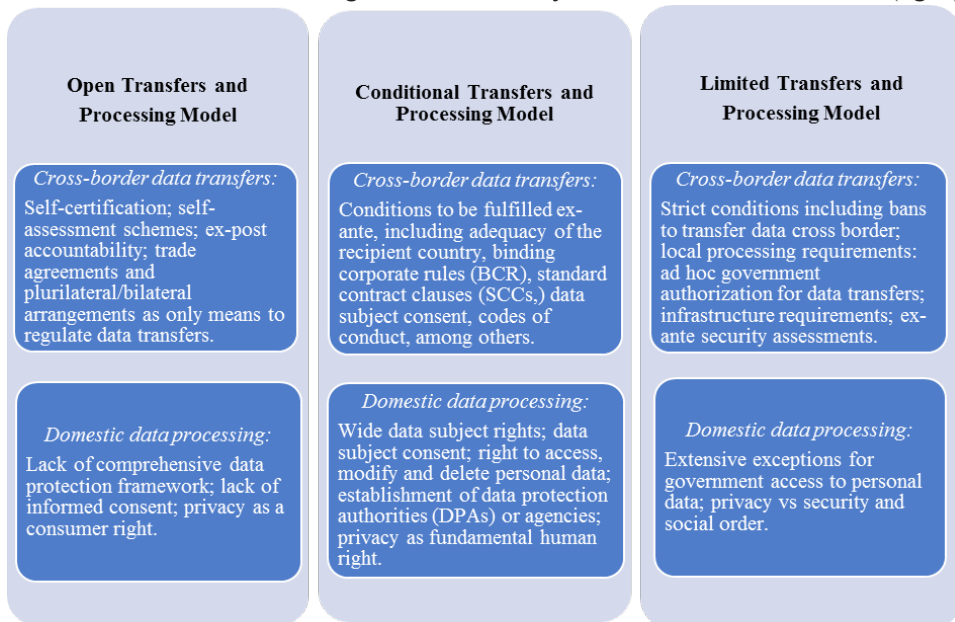 Open Transfers and
Processing Model
Cross-border data transfers:
Self-certification; self-
assessment schemes; ex-post
accountability; trade
agreements and
plurilateral/bilateral
arrangements as only means to
regulate data transfers.
Domestic data processing:
Lack of comprehensive data
protection framework; lack of
informed consent; privacy as a
consumer right.
Conditional Transfers and
Processing Model
Cross-border data transfers:
Conditions to be fulfilled ex-
ante, including adequacy of the
recipient country, binding
corporate rules (BCR), standard
contract clauses (SCCs,) data
subject consent, codes of
conduct, among others.
Domestic data processing:
Wide data subject rights; data
subject consent; right to access,
modify and delete personal data;
establishment of data protection
authorities (DPAs) or agencies;
privacy as fundamental human
right.
Limited Transfers and
Processing Model
Cross-border data transfers:
Strict conditions including bans
to transfer data cross border;
local processing requirements:
ad hoc government
authorization for data transfers;
infrastructure requirements; ex-
ante security assessments.
Domestic data processing:
Extensive exceptions for
government access to personal
data; privacy vs security and
social order.